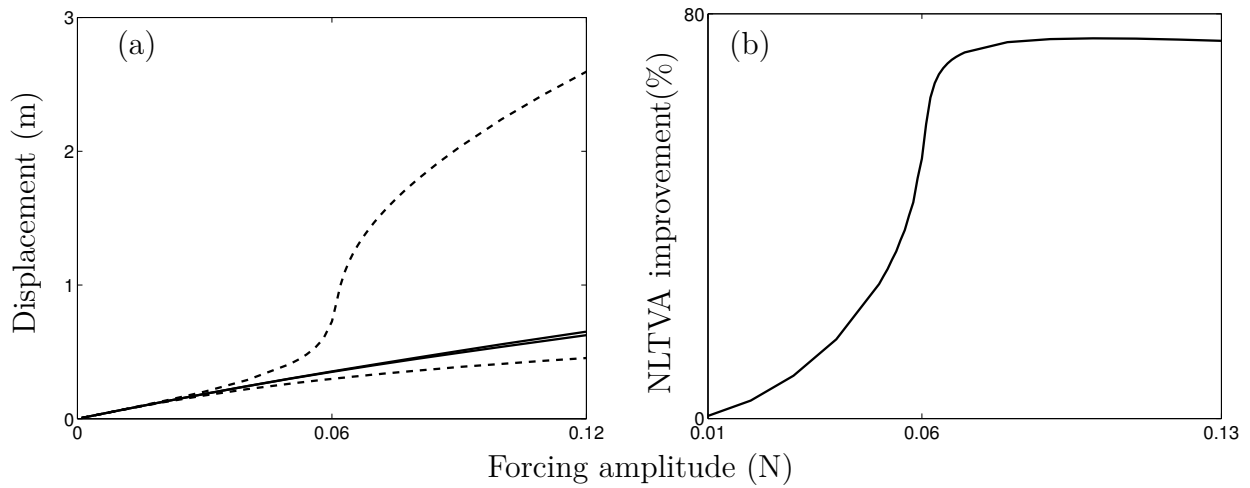 (a)
Displacement (m)
3
2
1
0
0
0.06
0.12
(b)
NLTVA improvement(%)
80
0
0.01
0.06
0.13
Forcing amplitude (N)